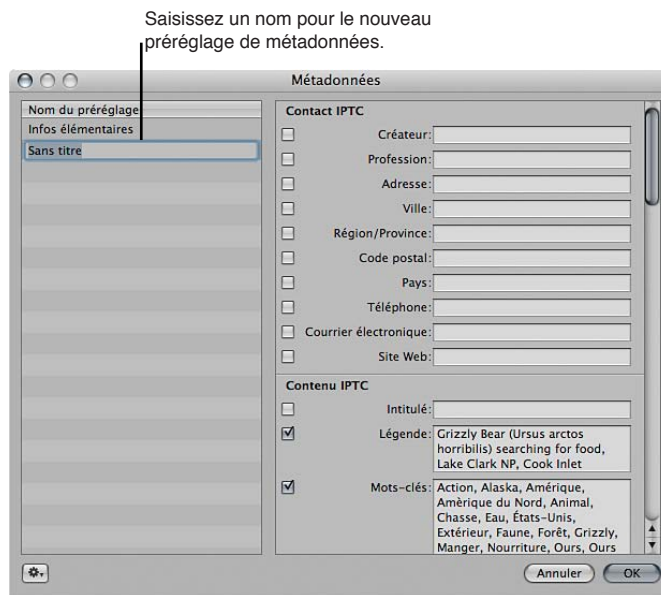 Saisissez un nom pour le nouveau
préréglage de métadonnées.
Métadonnées
Nom du préréglage
Infos élémentaires
Sans titre
Contact IPTC
Créateur:
Profession:
Adresse:
Ville:
Région/Province:
Code postal:
Pays:
Téléphone:
Courrier électronique:
Site Web:
Contenu IPTC
Intitulé:
Légende:
Grizzly Bear (Ursus arctos
horribilis) searching for food,
Lake Clark NP, Cook Inlet
Mots-clés:
Action, Alaska, Amérique,
Amèrique du Nord, Animal,
Chasse, Eau, États-Unis,
Extérieur, Faune, Forêt, Grizzly,
Manger, Nourriture, Ours, Ours
Annuler
OK